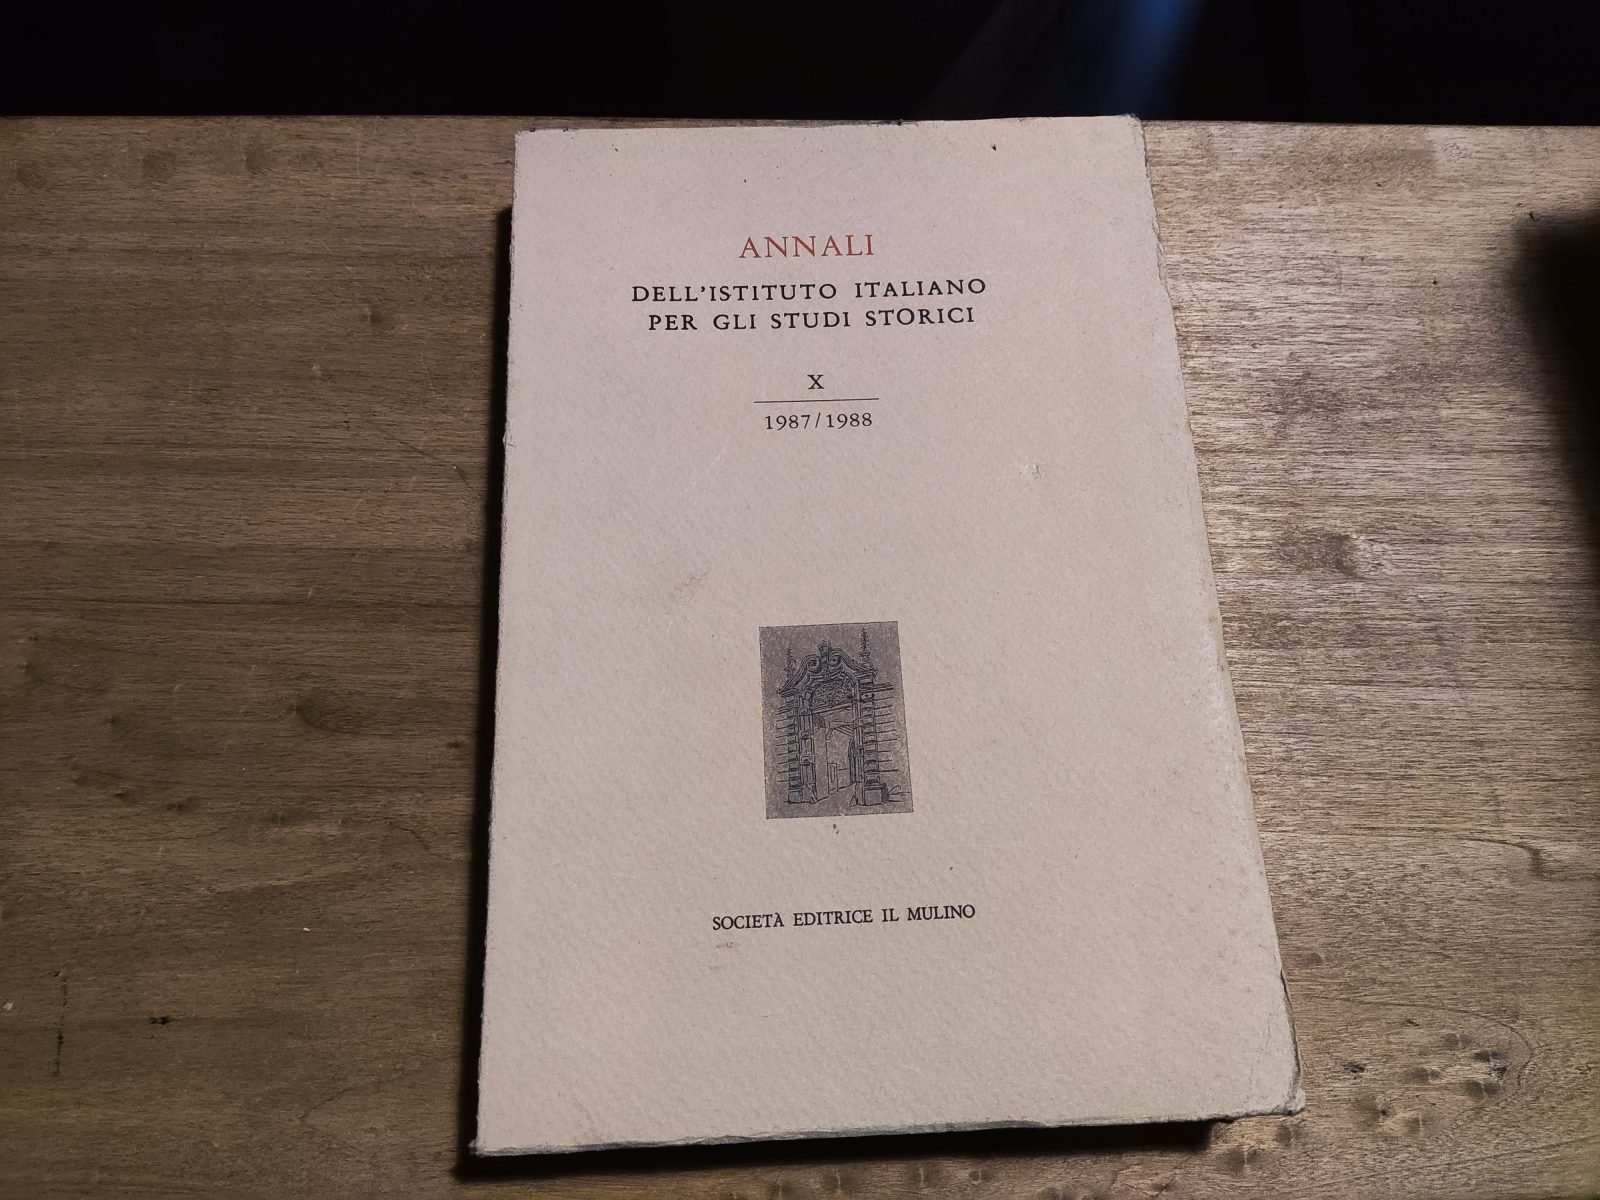 ANNALI
DELL'ISTITUTO ITALIANO
PER GLI STUDI STORICI
X
1987/1988
SOCIETÀ EDITRICE IL MULINO